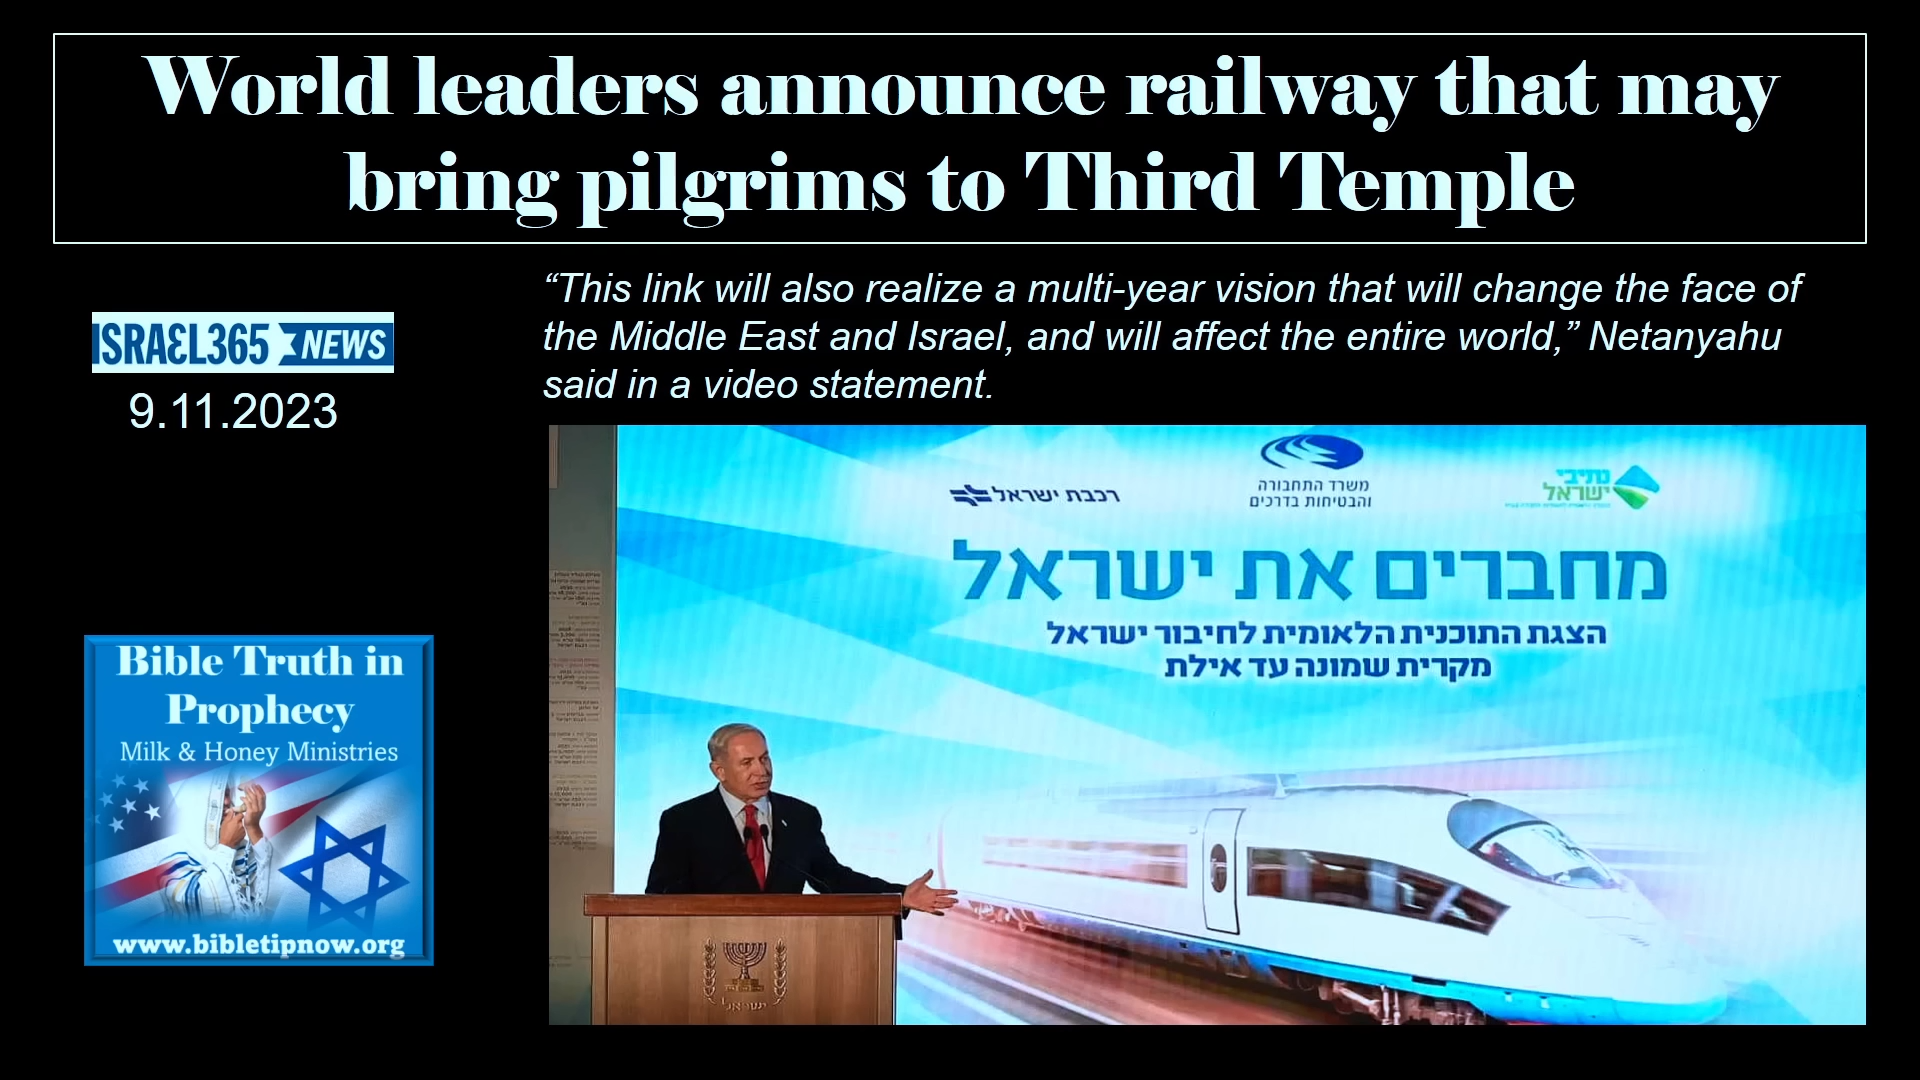 World leaders announce railway that may
bring pilgrims to Third Temple
ISRAEL365 NEWS
9.11.2023
“This link will also realize a multi-year vision that will change the face of
the Middle East and Israel, and will affect the entire world,” Netanyahu
said in a video statement.
רכבת ישראל
משרד התחבורה
והבטיחות בדרכים
נתיבי
ישראל
מחברים את ישראל
הצגת התוכנית הלאומית לחיבור ישראל
מקרית שמונה עד אילת
ישראל
Bible Truth in
Prophecy
Milk & Honey Ministries
www.bibletipnow.org